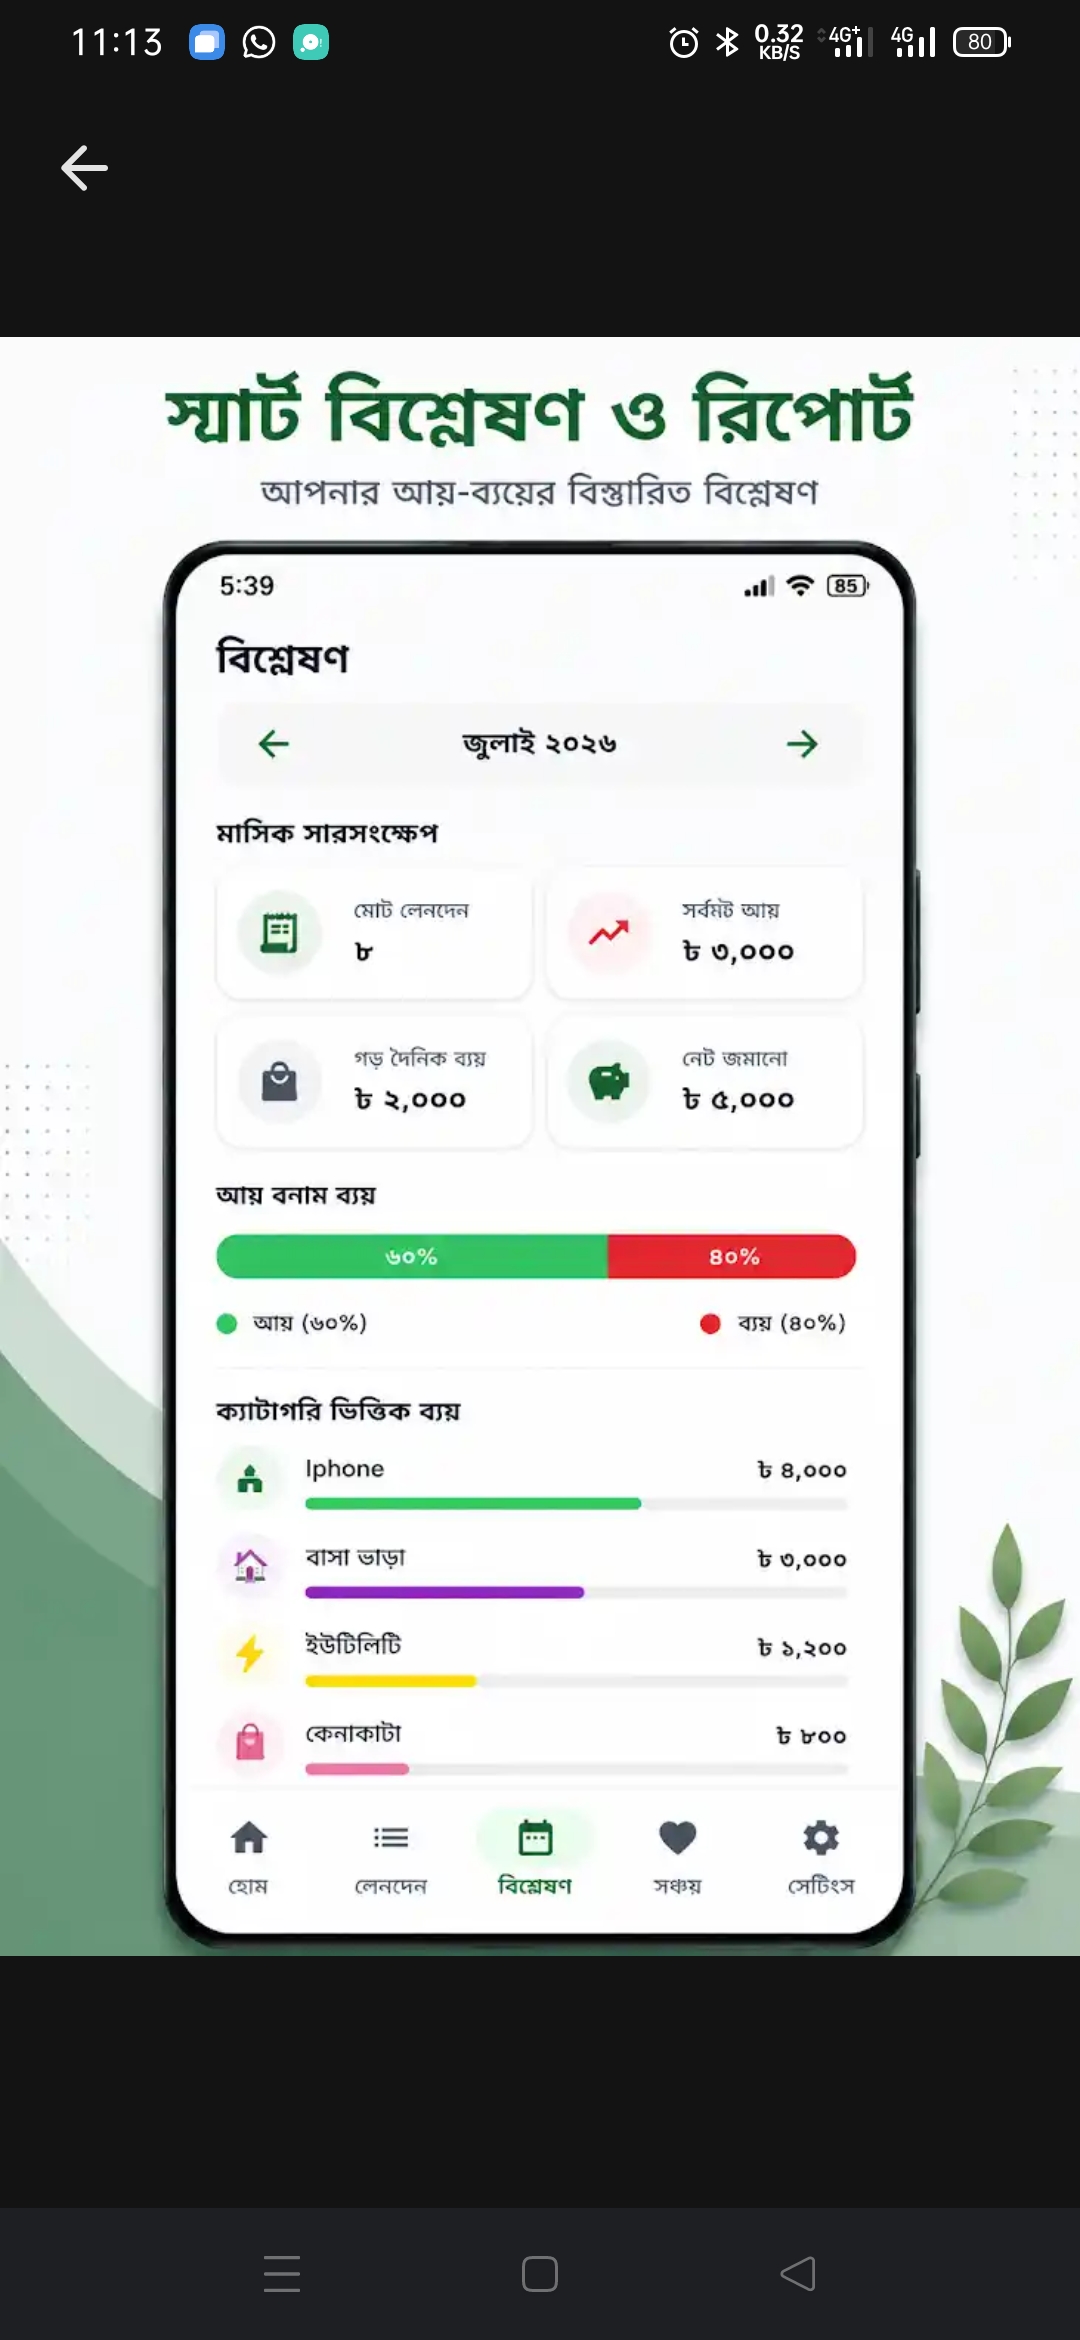 11:13
0.32
KB/S
4G+
4G
80
স্মার্ট বিশ্লেষণ ও রিপোর্ট
আপনার আয়-ব্যয়ের বিস্তারিত বিশ্লেষণ
5:39
85
বিশ্লেষণ
জুলাই ২০২৬
মাসিক সারসংক্ষেপ
মোট লেনদেন
৮
সর্বমট আয়
৳ ৩,০০০
গড় দৈনিক ব্যয়
৳ ২,০০০
নেট জমানো
৳ ৫,০০০
আয় বনাম ব্যয়
৬০%
৪০%
আয় (৬০%)
ব্যয় (৪০%)
ক্যাটাগরি ভিত্তিক ব্যয়
Iphone
৳ ৪,০০০
বাসা ভাড়া
৳ ৩,০০০
ইউটিলিটি
৳ ১,২০০
কেনাকাটা
৳ ৮০০
হোম
লেনদেন
বিশ্লেষণ
সঞ্চয়
সেটিংস